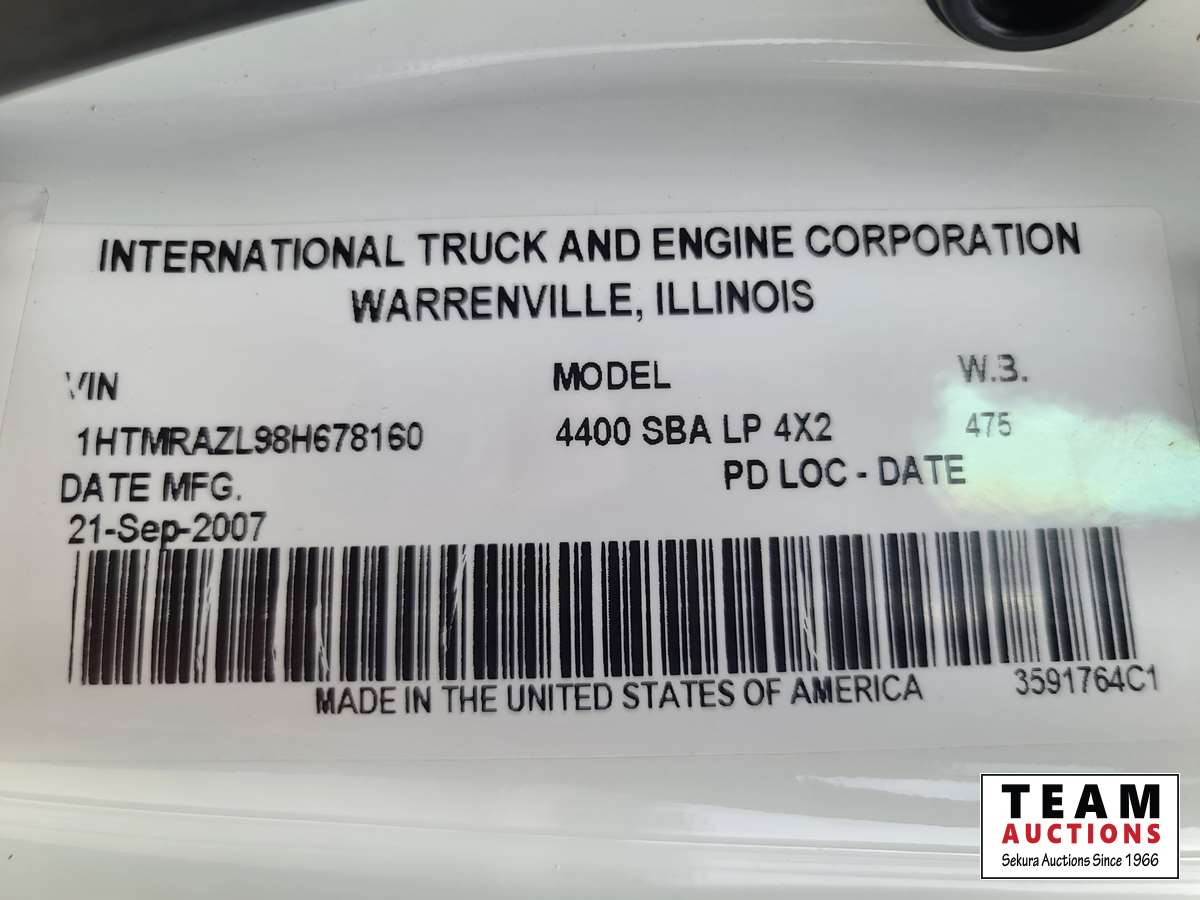 INTERNATIONAL TRUCK AND ENGINE CORPORATION
WARRENVILLE, ILLINOIS
VIN MODEL W.B.
1HTMRAZL98H678160 4400 SBA LP 4X2 475
DATE MFG. PD LOC - DATE
21-Sep-2007
MADE IN THE UNITED STATES OF AMERICA 3591764C1
TEAM
AUCTIONS
Sekura Auctions Since 1966